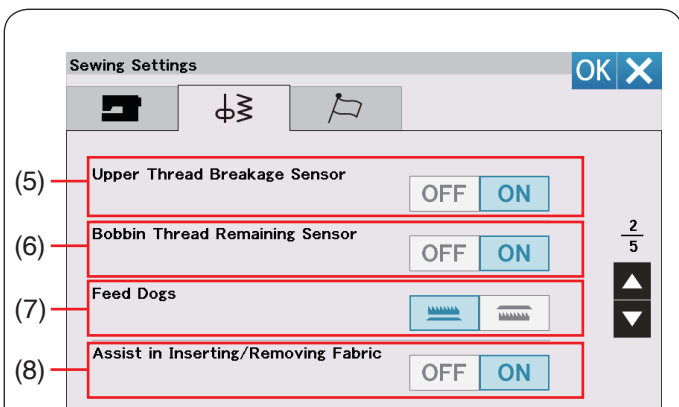 Sewing Settings
OK X
(5) Upper Thread Breakage Sensor
OFF ON
(6) Bobbin Thread Remaining Sensor
OFF ON
2
5
(7) Feed Dogs
(8) Assist in Inserting/Removing Fabric
OFF ON